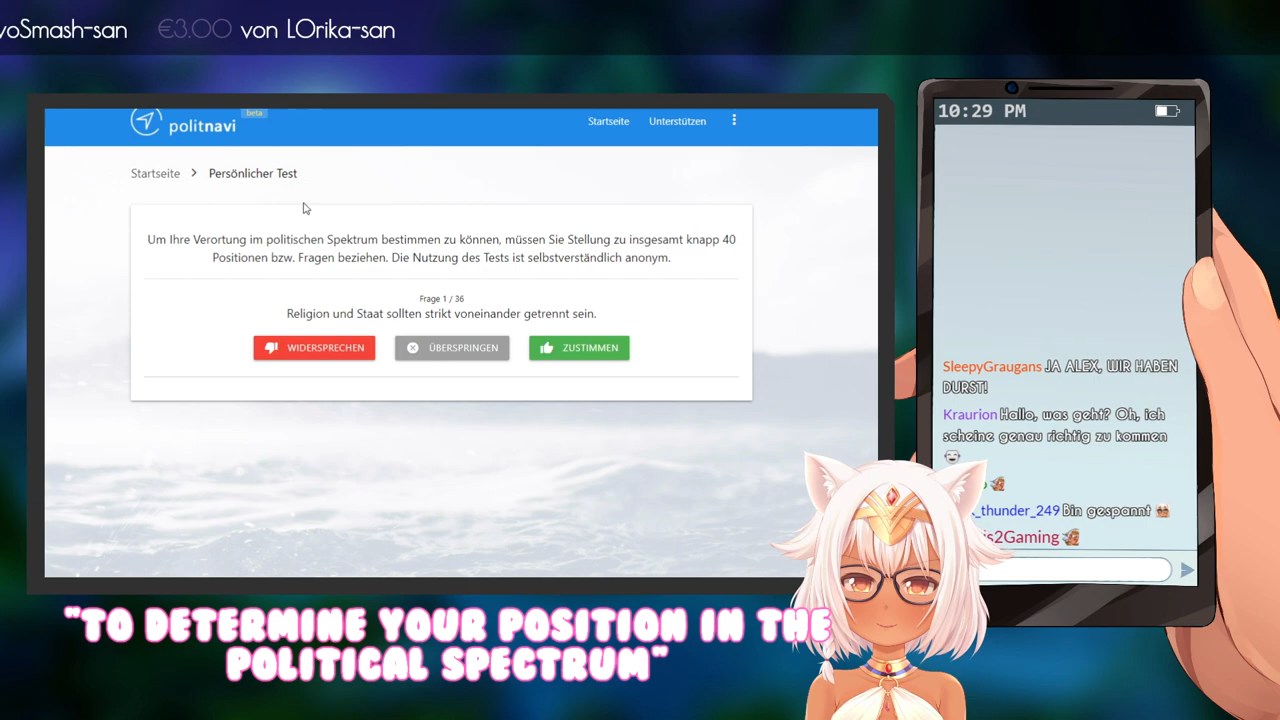 yoSmash-san €3.00 von LOrika-san
politnavi beta
Startseite Unterstützen
Startseite > Persönlicher Test
Um Ihre Verortung im politischen Spektrum bestimmen zu können, müssen Sie Stellung zu insgesamt knapp 40
Positionen bzw. Fragen beziehen. Die Nutzung des Tests ist selbstverständlich anonym.
Frage 1 / 36
Religion und Staat sollten strikt voneinander getrennt sein.
WIDERSPRECHEN ÜBERSPRINGEN ZUSTIMMEN
10:29 PM
SleepyGraugans JA ALEX, WIR HABEN
DURST!
Kraurion Hallo, was geht? Oh, ich
scheine genau richtig zu kommen
_thunder_249 Bin gespannt
is2Gaming
"TO DETERMINE YOUR POSITION IN THE
POLITICAL SPECTRUM"